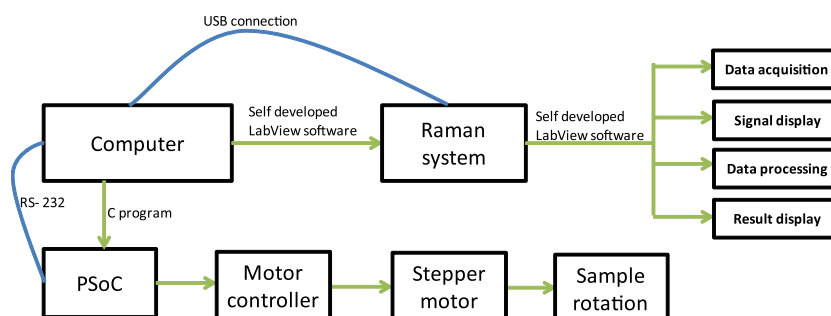 USB connection
Computer
Self developed
LabView software
Raman
system
Self developed
LabView software
Data acquisition
Signal display
Data processing
Result display
RS- 232
C program
PSoC
Motor
controller
Stepper
motor
Sample
rotation